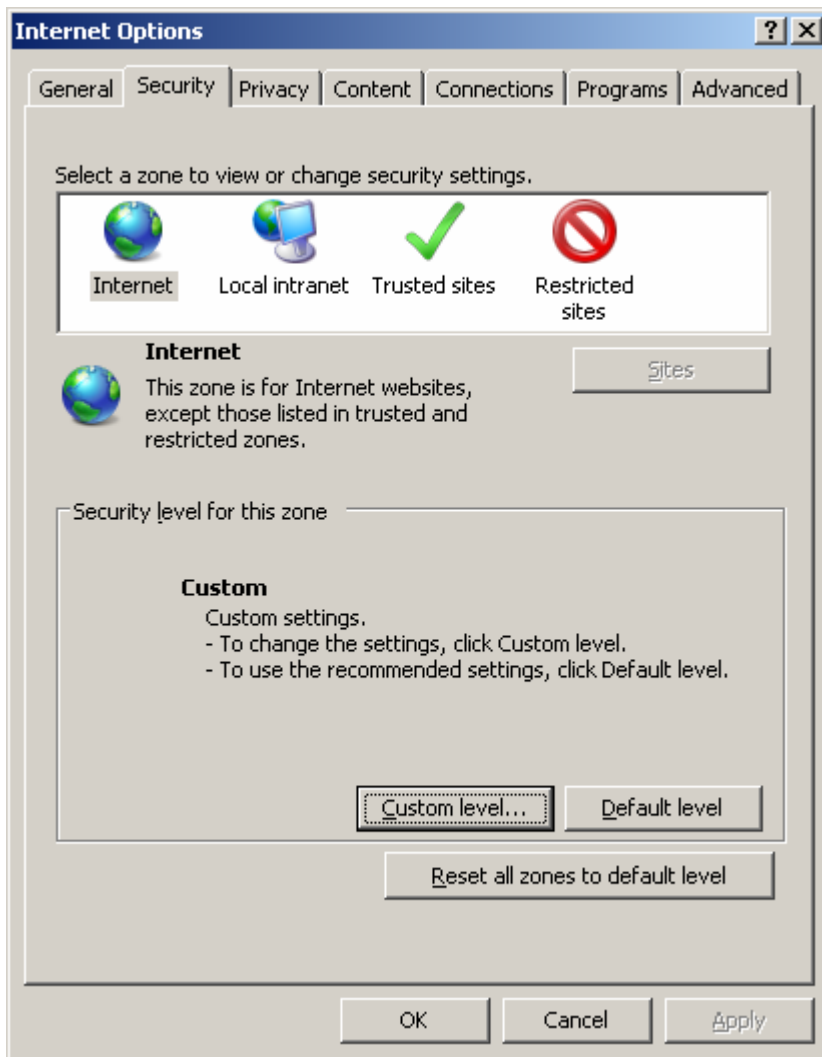 Internet Options
General Security Privacy Content Connections Programs Advanced
Select a zone to view or change security settings.
Internet Local intranet Trusted sites Restricted
sites
Internet
Sites
This zone is for Internet websites,
except those listed in trusted and
restricted zones.
Security level for this zone
Custom
Custom settings.
- To change the settings, click Custom level.
- To use the recommended settings, click Default level.
Custom level... Default level
Reset all zones to default level
OK Cancel Apply